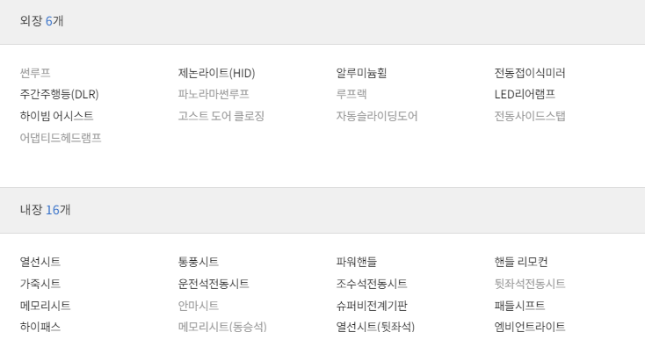 외장 6개
썬루프 제논라이트(HID) 알루미늄휠 전동접이식미러
주간주행등(DLR) 파노라마썬루프 루프랙 LED리어램프
하이빔 어시스트 고스트 도어 클로징 자동슬라이딩도어 전동사이드스탭
어댑티드헤드램프
내장 16개
열선시트 통풍시트 파워핸들 핸들 리모컨
가죽시트 운전석전동시트 조수석전동시트 뒷좌석전동시트
메모리시트 안마시트 슈퍼비전계기판 패들시프트
하이패스 메모리시트(동승석) 열선시트(뒷좌석) 엠비언트라이트